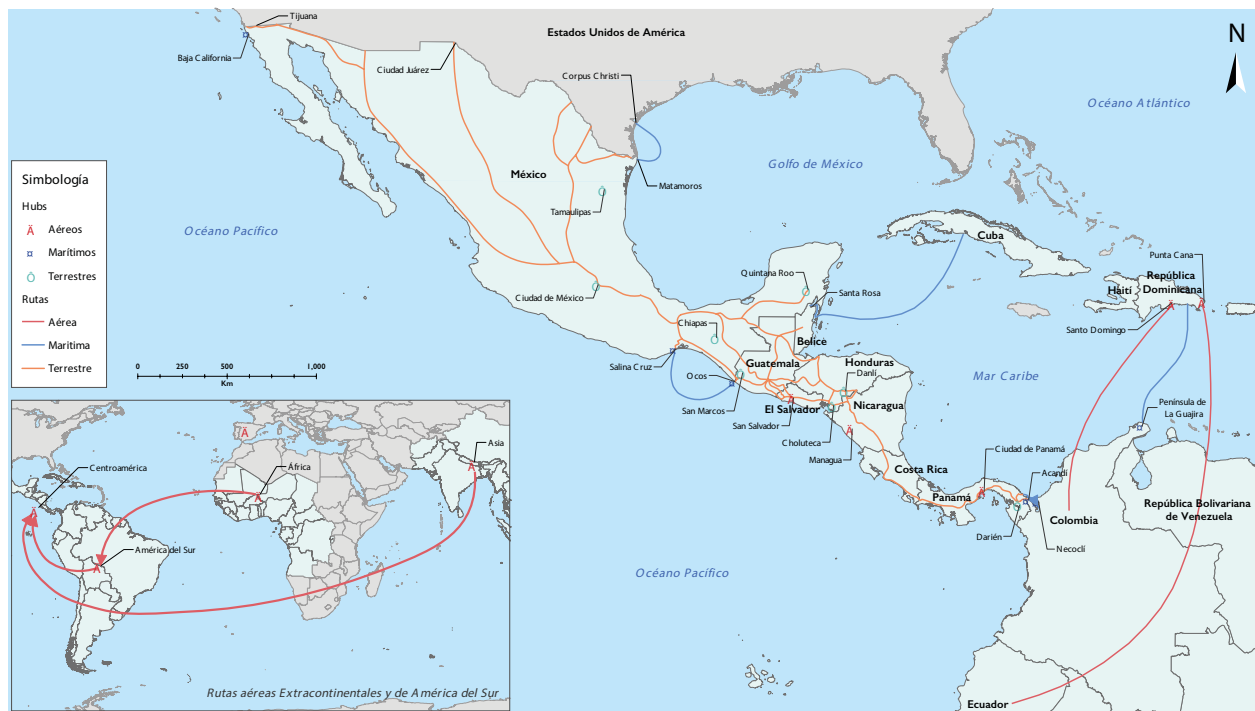 Tijuana
Estados Unidos de América
N
Baja California
Ciudad Juárez
Corpus Christi
Océano Atlántico
Golfo de México
Simbología
Hubs
Aéreos
Marítimos
Terrestres
Rutas
Aérea
Maritima
Terrestre
México
Matamoros
Tamaulipas
Océano Pacífico
Cuba
Punta Cana
Quintana Roo
Santa Rosa
República
Dominicana
Haití
Ciudad de México
Santo Domingo
Chiapas
Belice
Salina Cruz
Guatemala
Honduras
Danlí
Ocos
Mar Caribe
0 250 500 1,000
Km
San Marcos
El Salvador
Nicaragua
Península de
La Guajira
San Salvador
Choluteca
Managua
Ciudad de Panamá
Costa Rica
Acandí
Panamá
República Bolivariana
de Venezuela
Colombia
Darién
Necoclí
Océano Pacífico
Ecuador
Asia
Centroamérica
África
América del Sur
Rutas aéreas Extracontinentales y de América del Sur